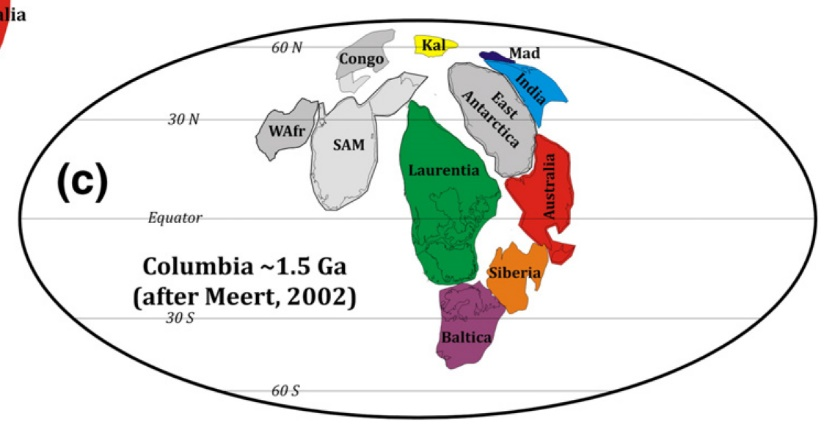 alia
60 N
Kal
Mad
Congo
India
30 N
WAfr
East
Antarctica
SAM
Laurentia
(c)
Australia
Equator
Columbia ~1.5 Ga
(after Meert, 2002)
Siberia
30 S
Baltica
60 S